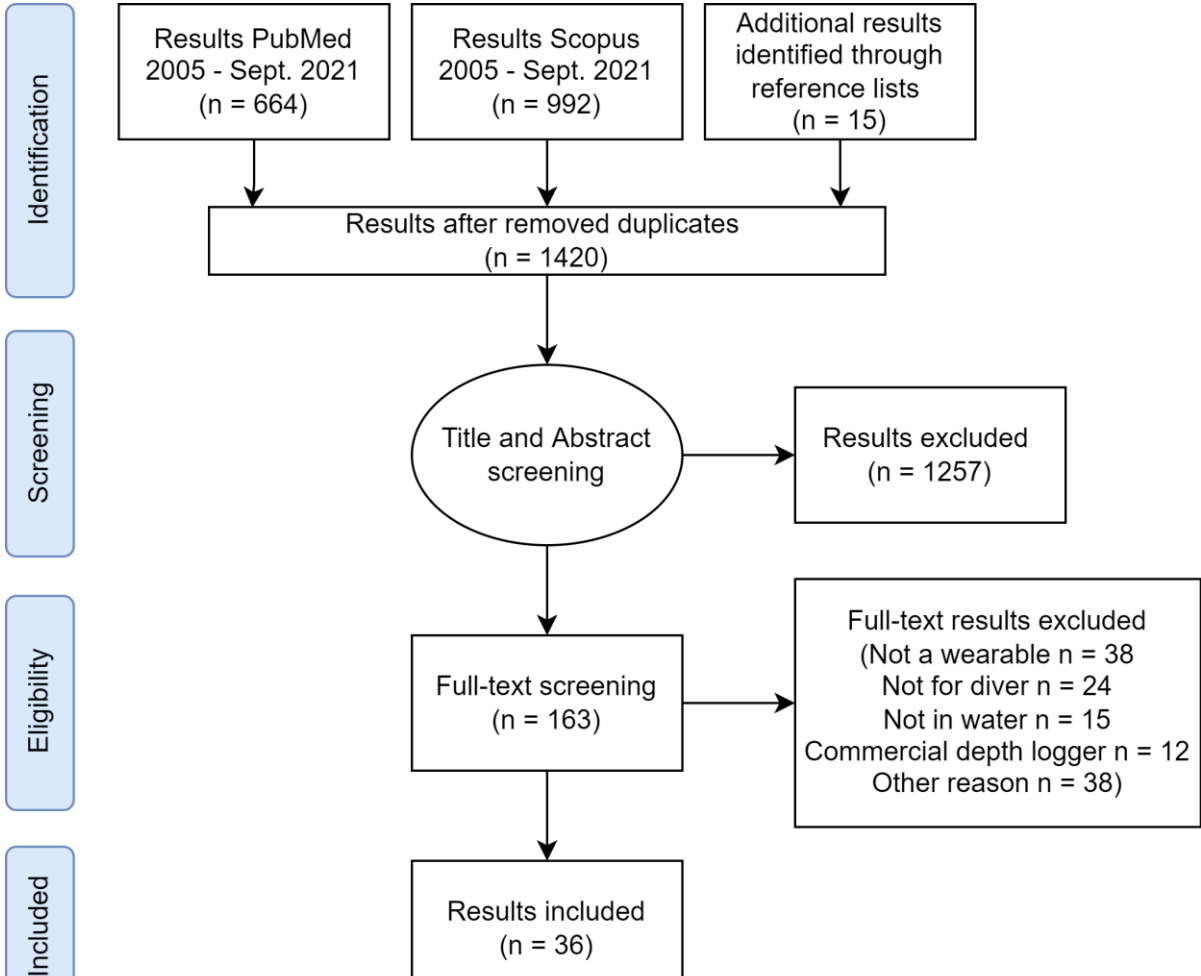 Identification
Results PubMed
2005 - Sept. 2021
(n = 664)
Results Scopus
2005 - Sept. 2021
(n = 992)
Additional results
identified through
reference lists
(n = 15)
Results after removed duplicates
(n = 1420)
Screening
Title and Abstract
screening
Results excluded
(n = 1257)
Eligibility
Full-text screening
(n = 163)
Full-text results excluded
(Not a wearable n = 38
Not for diver n = 24
Not in water n = 15
Commercial depth logger n = 12
Other reason n = 38)
Included
Results included
(n = 36)